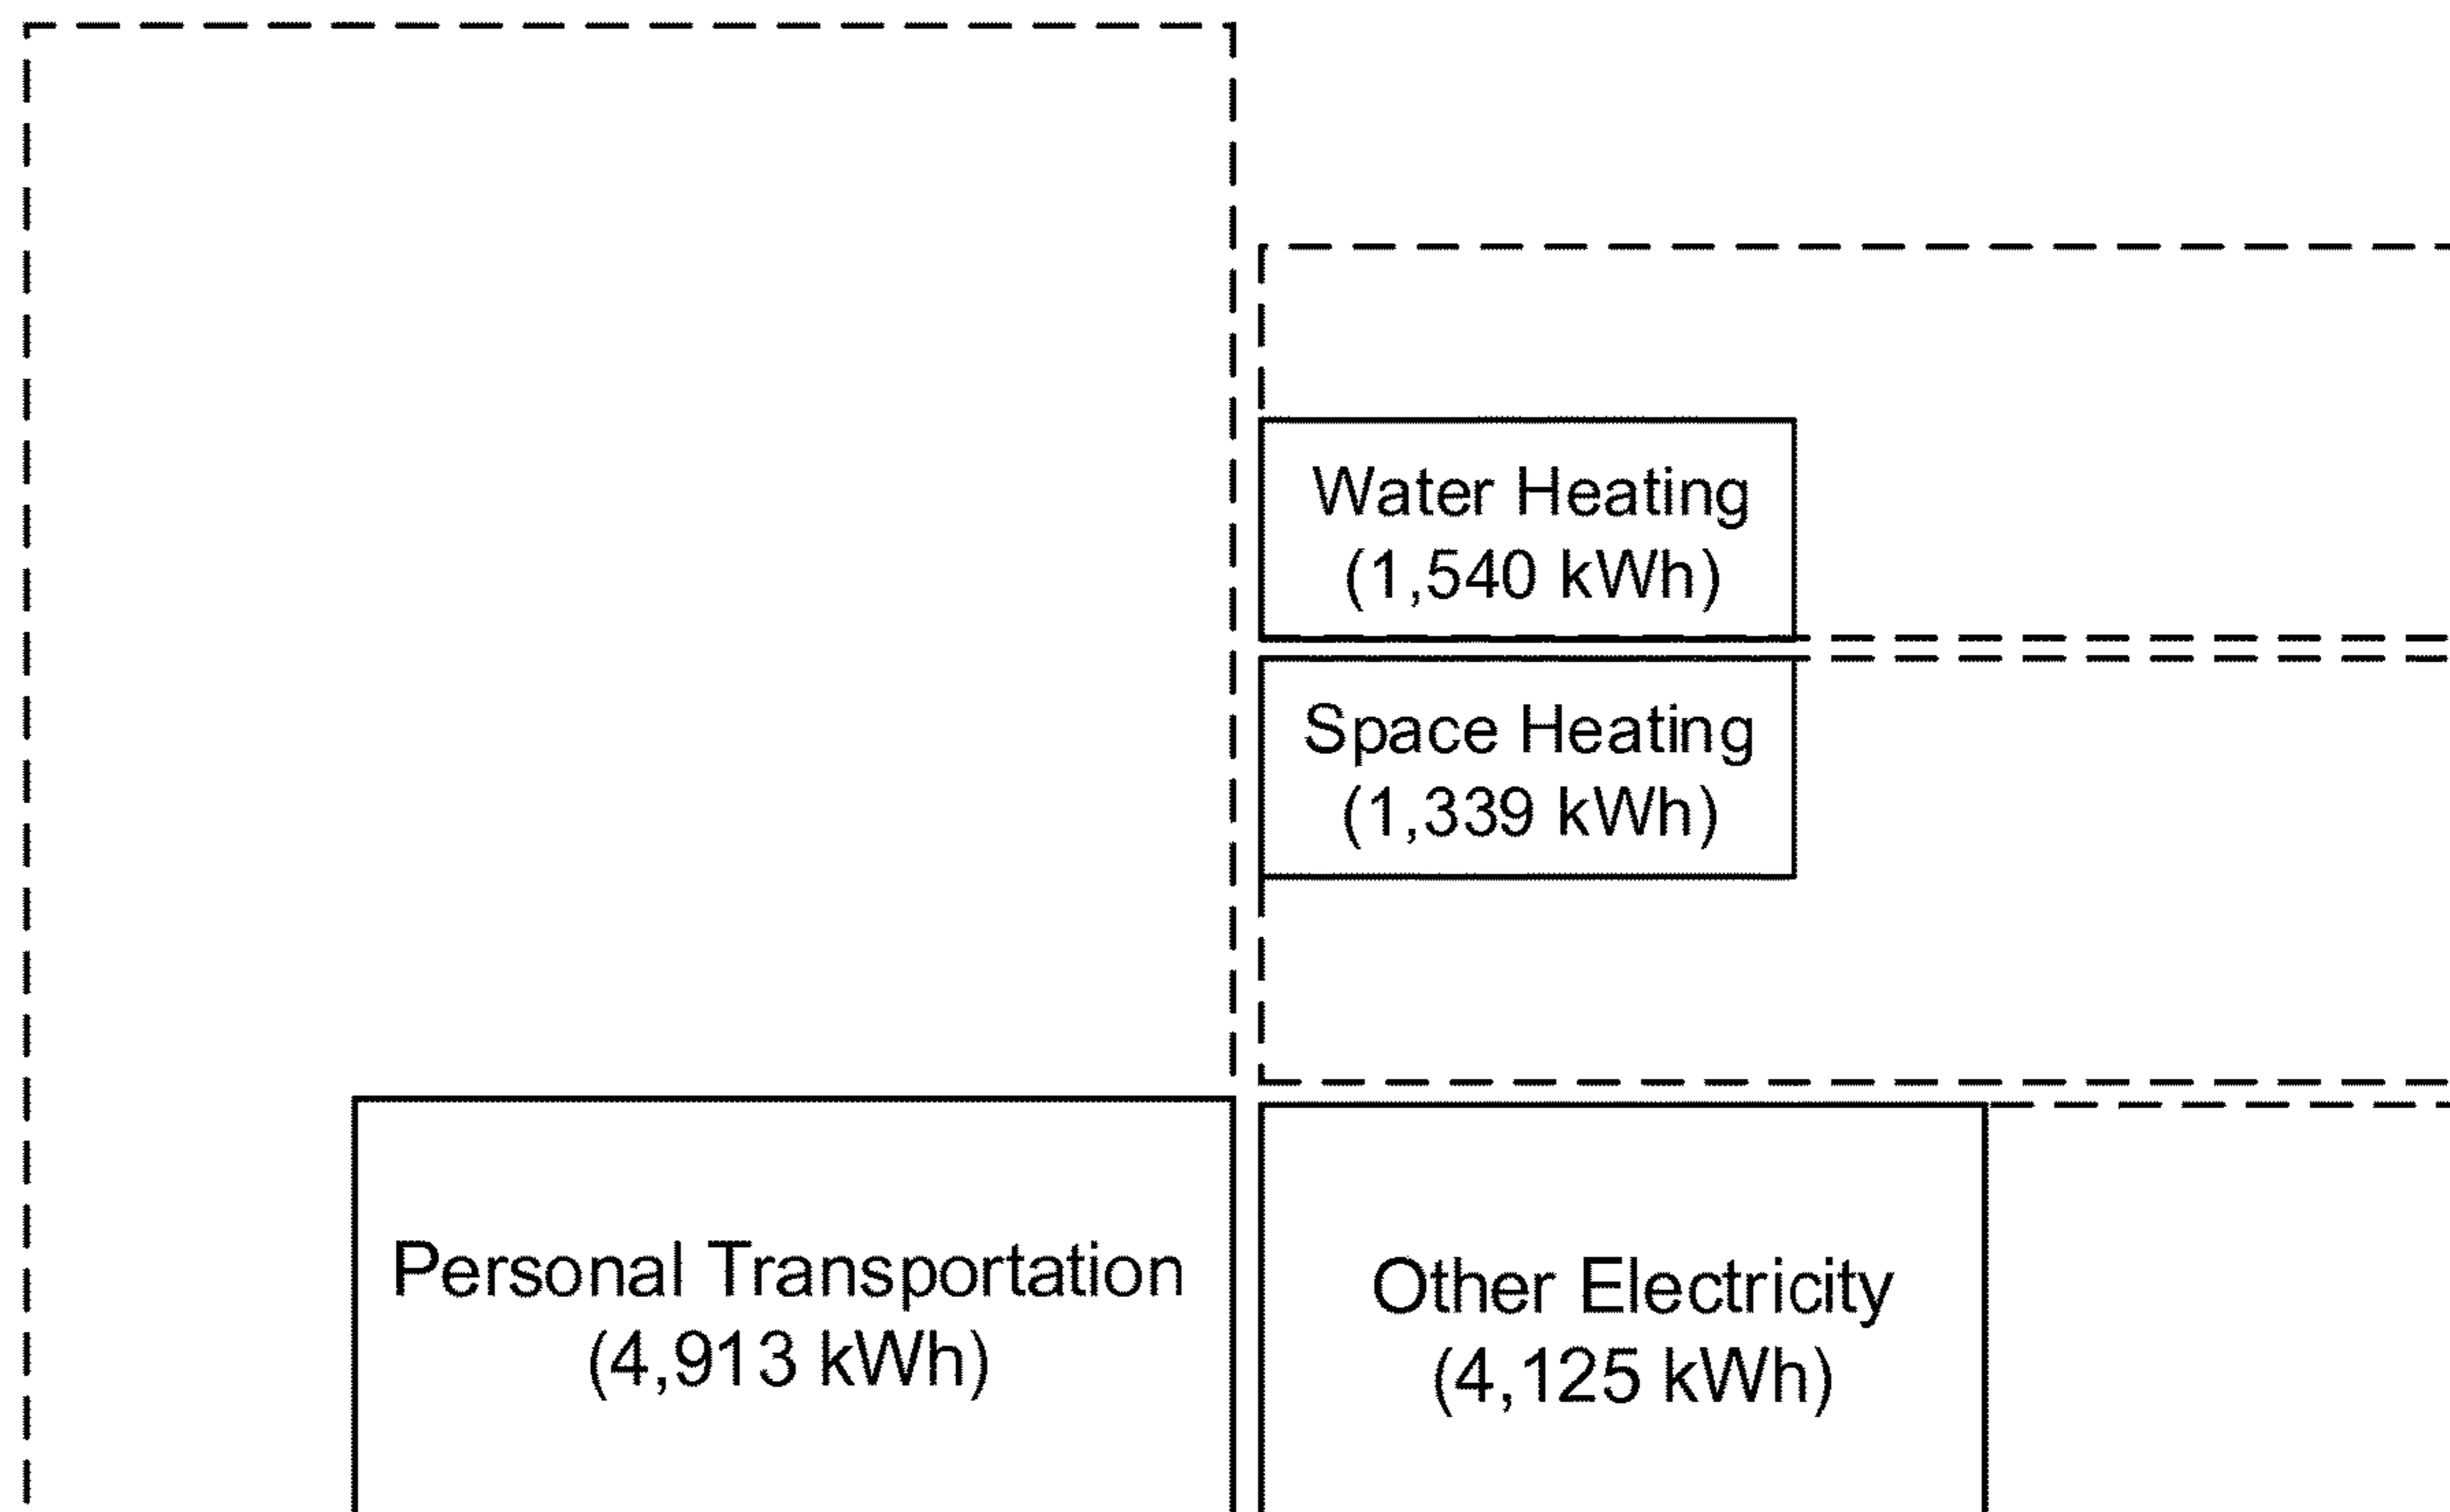 Water Heating
(1,540 kWh)
Space Heating
(1,339 kWh)
Personal Transportation
(4,913 kWh)
Other Electricity
(4,125 kWh)